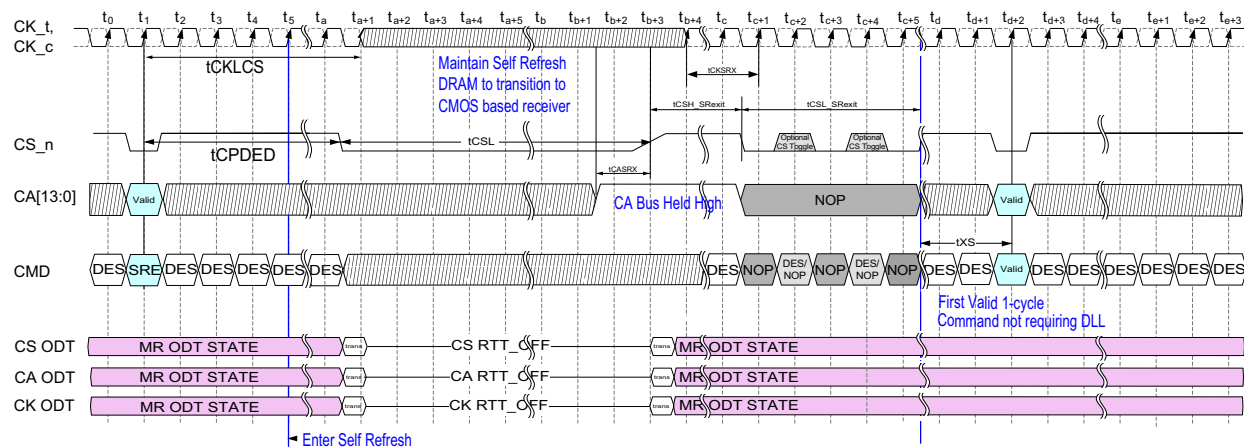 t0 t1 t2 t3 t4 t5 ta ta+1 ta+2 ta+3 ta+4 ta+5 tb tb+1 tb+2 tb+3 tb+4 tc tc+1 tc+2 tc+3 tc+4 tc+5 td td+1 td+2 td+3 td+4 te te+1 te+2 te+3
CK_t,
CK_c
tCKLCS
Maintain Self Refresh
DRAM to transition to
CMOS based receiver
tCKSRX
tCSH_SRexit
tCSL_SRexit
CS_n
tCPDED
tCSL
Optional
CS Toggle
Optional
CS Toggle
tCASRX
CA[13:0]
Valid
CA Bus Held High
NOP
Valid
tXS
CMD
DES SRE DES DES DES DES DES DES NOP DES/
NOP NOP DES/
NOP NOP DES DES Valid DES DES DES DES DES DES
First Valid 1-cycle
Command not requiring DLL
CS ODT MR ODT STATE trans CS RTT_OFF trans MR ODT STATE
CA ODT MR ODT STATE trans CA RTT_OFF trans MR ODT STATE
CK ODT MR ODT STATE trans CK RTT_OFF trans MR ODT STATE
Enter Self Refresh